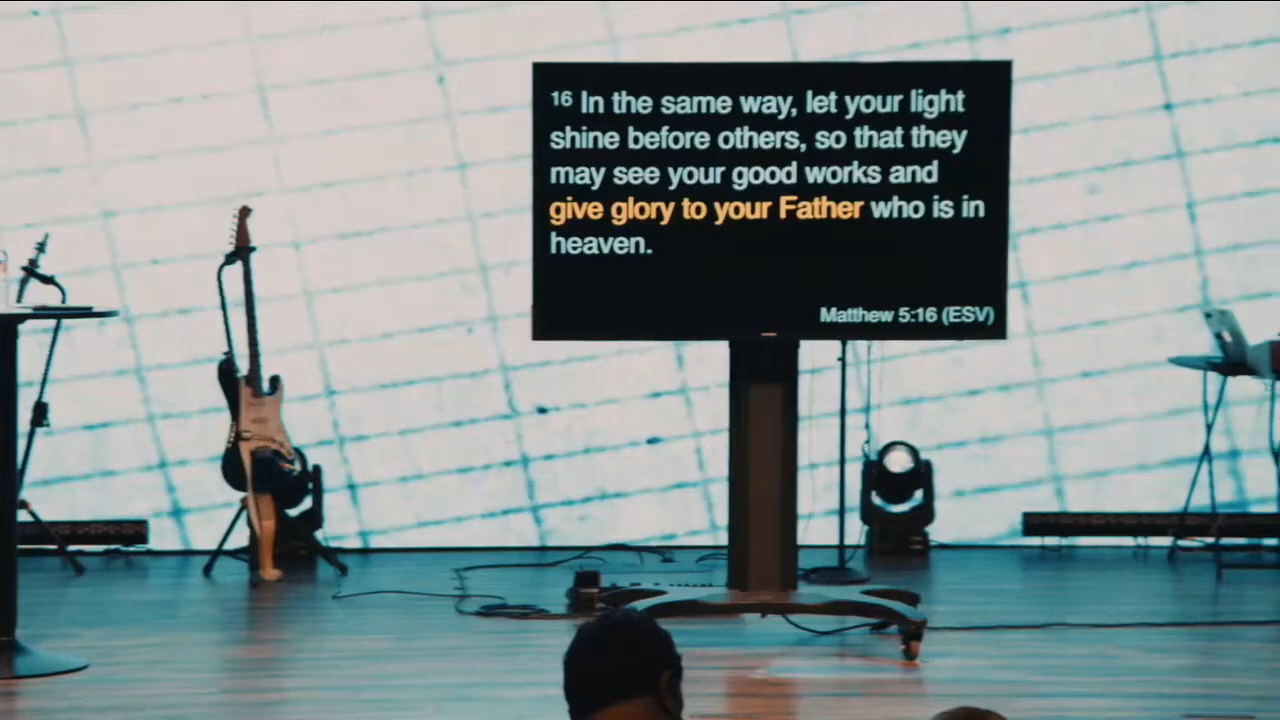 16 In the same way, let your light
shine before others, so that they
may see your good works and
give glory to your Father who is in
heaven.
Matthew 5:16 (ESV)